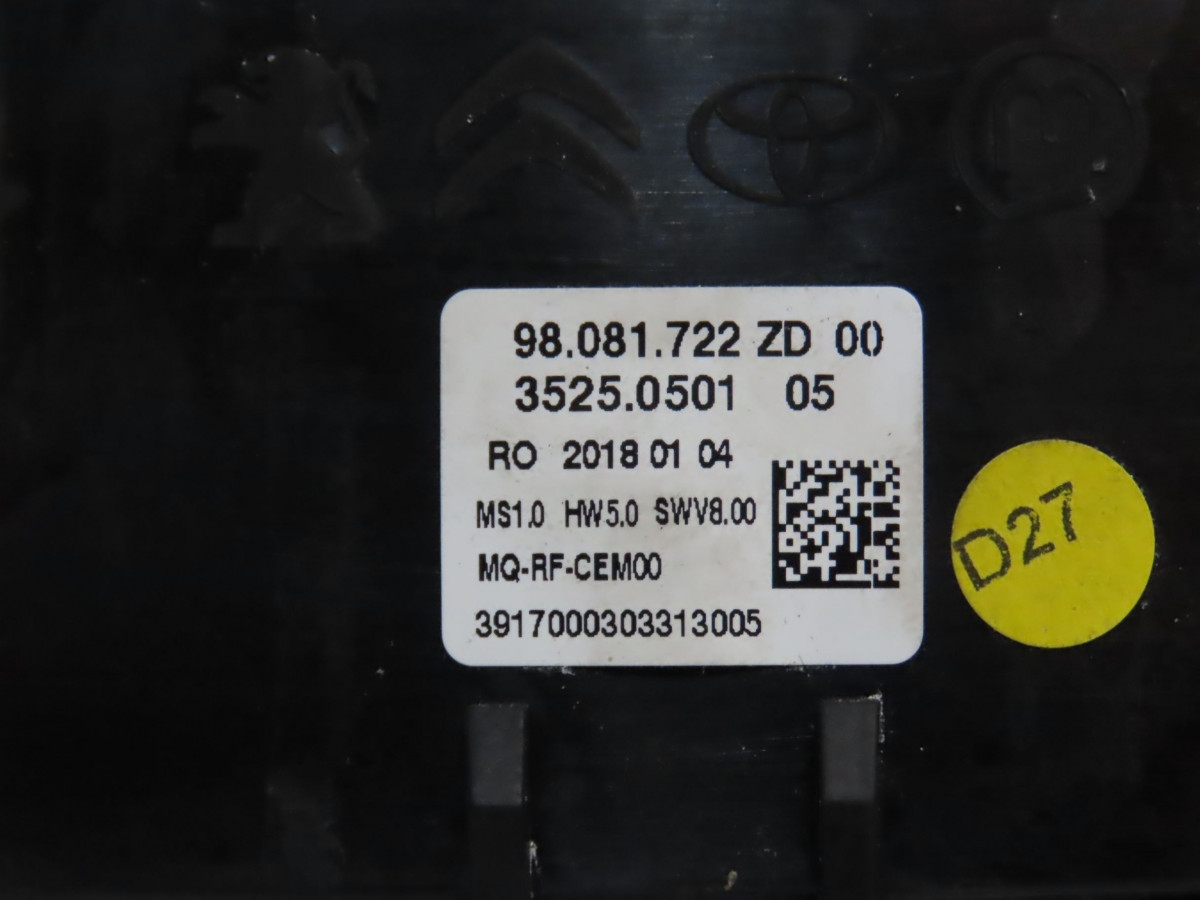 98.081.722 ZD 00
3525.0501 05
RO 2018 01 04
MS1.0 HW5.0 SWV8.00
MQ-RF-CEM00
3917000303313005
D27